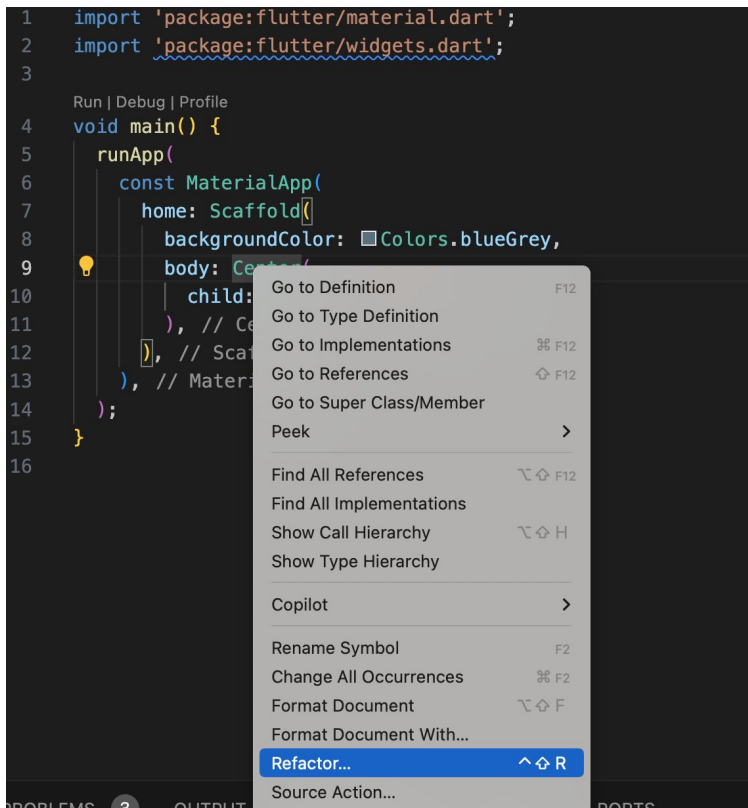 1 import 'package:flutter/material.dart';
2 import 'package:flutter/widgets.dart';
3
Run | Debug | Profile
4 void main() {
5 runApp(
6 const MaterialApp(
7 home: Scaffold(
8 backgroundColor: Colors.blueGrey,
9 body: Center(
10 child:
11 ), // Ce
12 ), // Scaf
13 ), // Materi
14 );
15 }
16
Go to Definition F12
Go to Type Definition
Go to Implementations ⌘ F12
Go to References ⇧ F12
Go to Super Class/Member
Peek >
Find All References ⌥⇧ F12
Find All Implementations
Show Call Hierarchy ⌥⇧ H
Show Type Hierarchy
Copilot >
Rename Symbol F2
Change All Occurrences ⌘ F2
Format Document ⌥⇧ F
Format Document With...
Refactor... ^⇧ R
Source Action...
PROBLEMS 3 OUTPUT PORTS